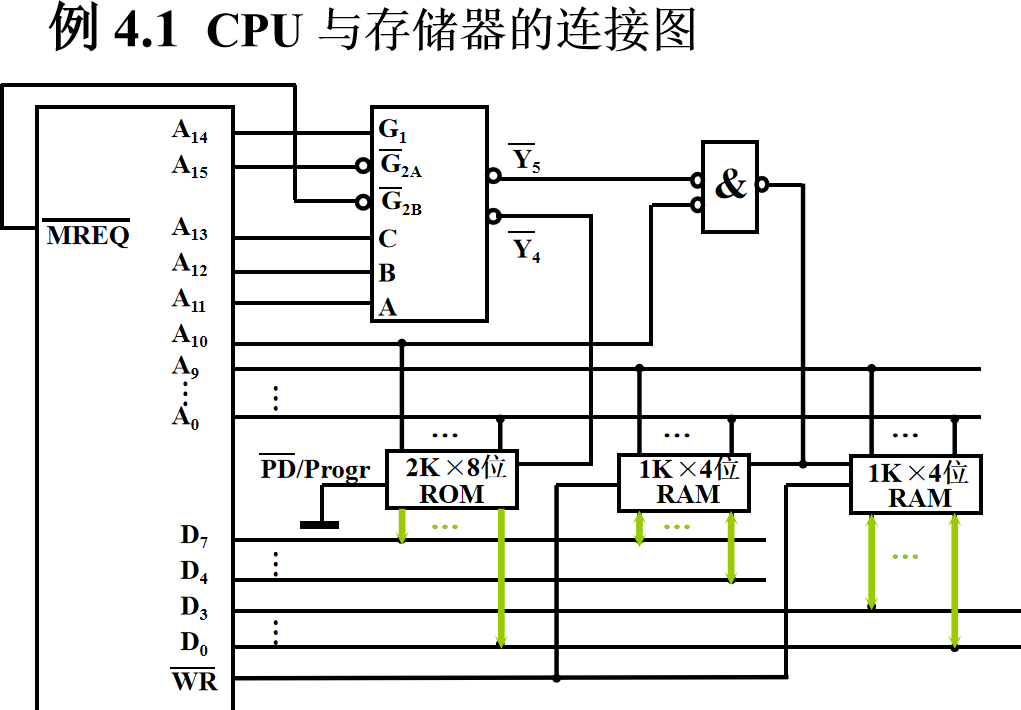 例 4.1 CPU 与存储器的连接图
A14
A15
MREQ
A13
A12
A11
A10
A9
⋮
A0
G1
G2A
G2B
C
B
A
Y5
Y4
&
⋮
…
…
…
PD/Progr
2K×8位
ROM
1K×4位
RAM
1K×4位
RAM
…
…
…
D7
⋮
D4
D3
⋮
D0
WR